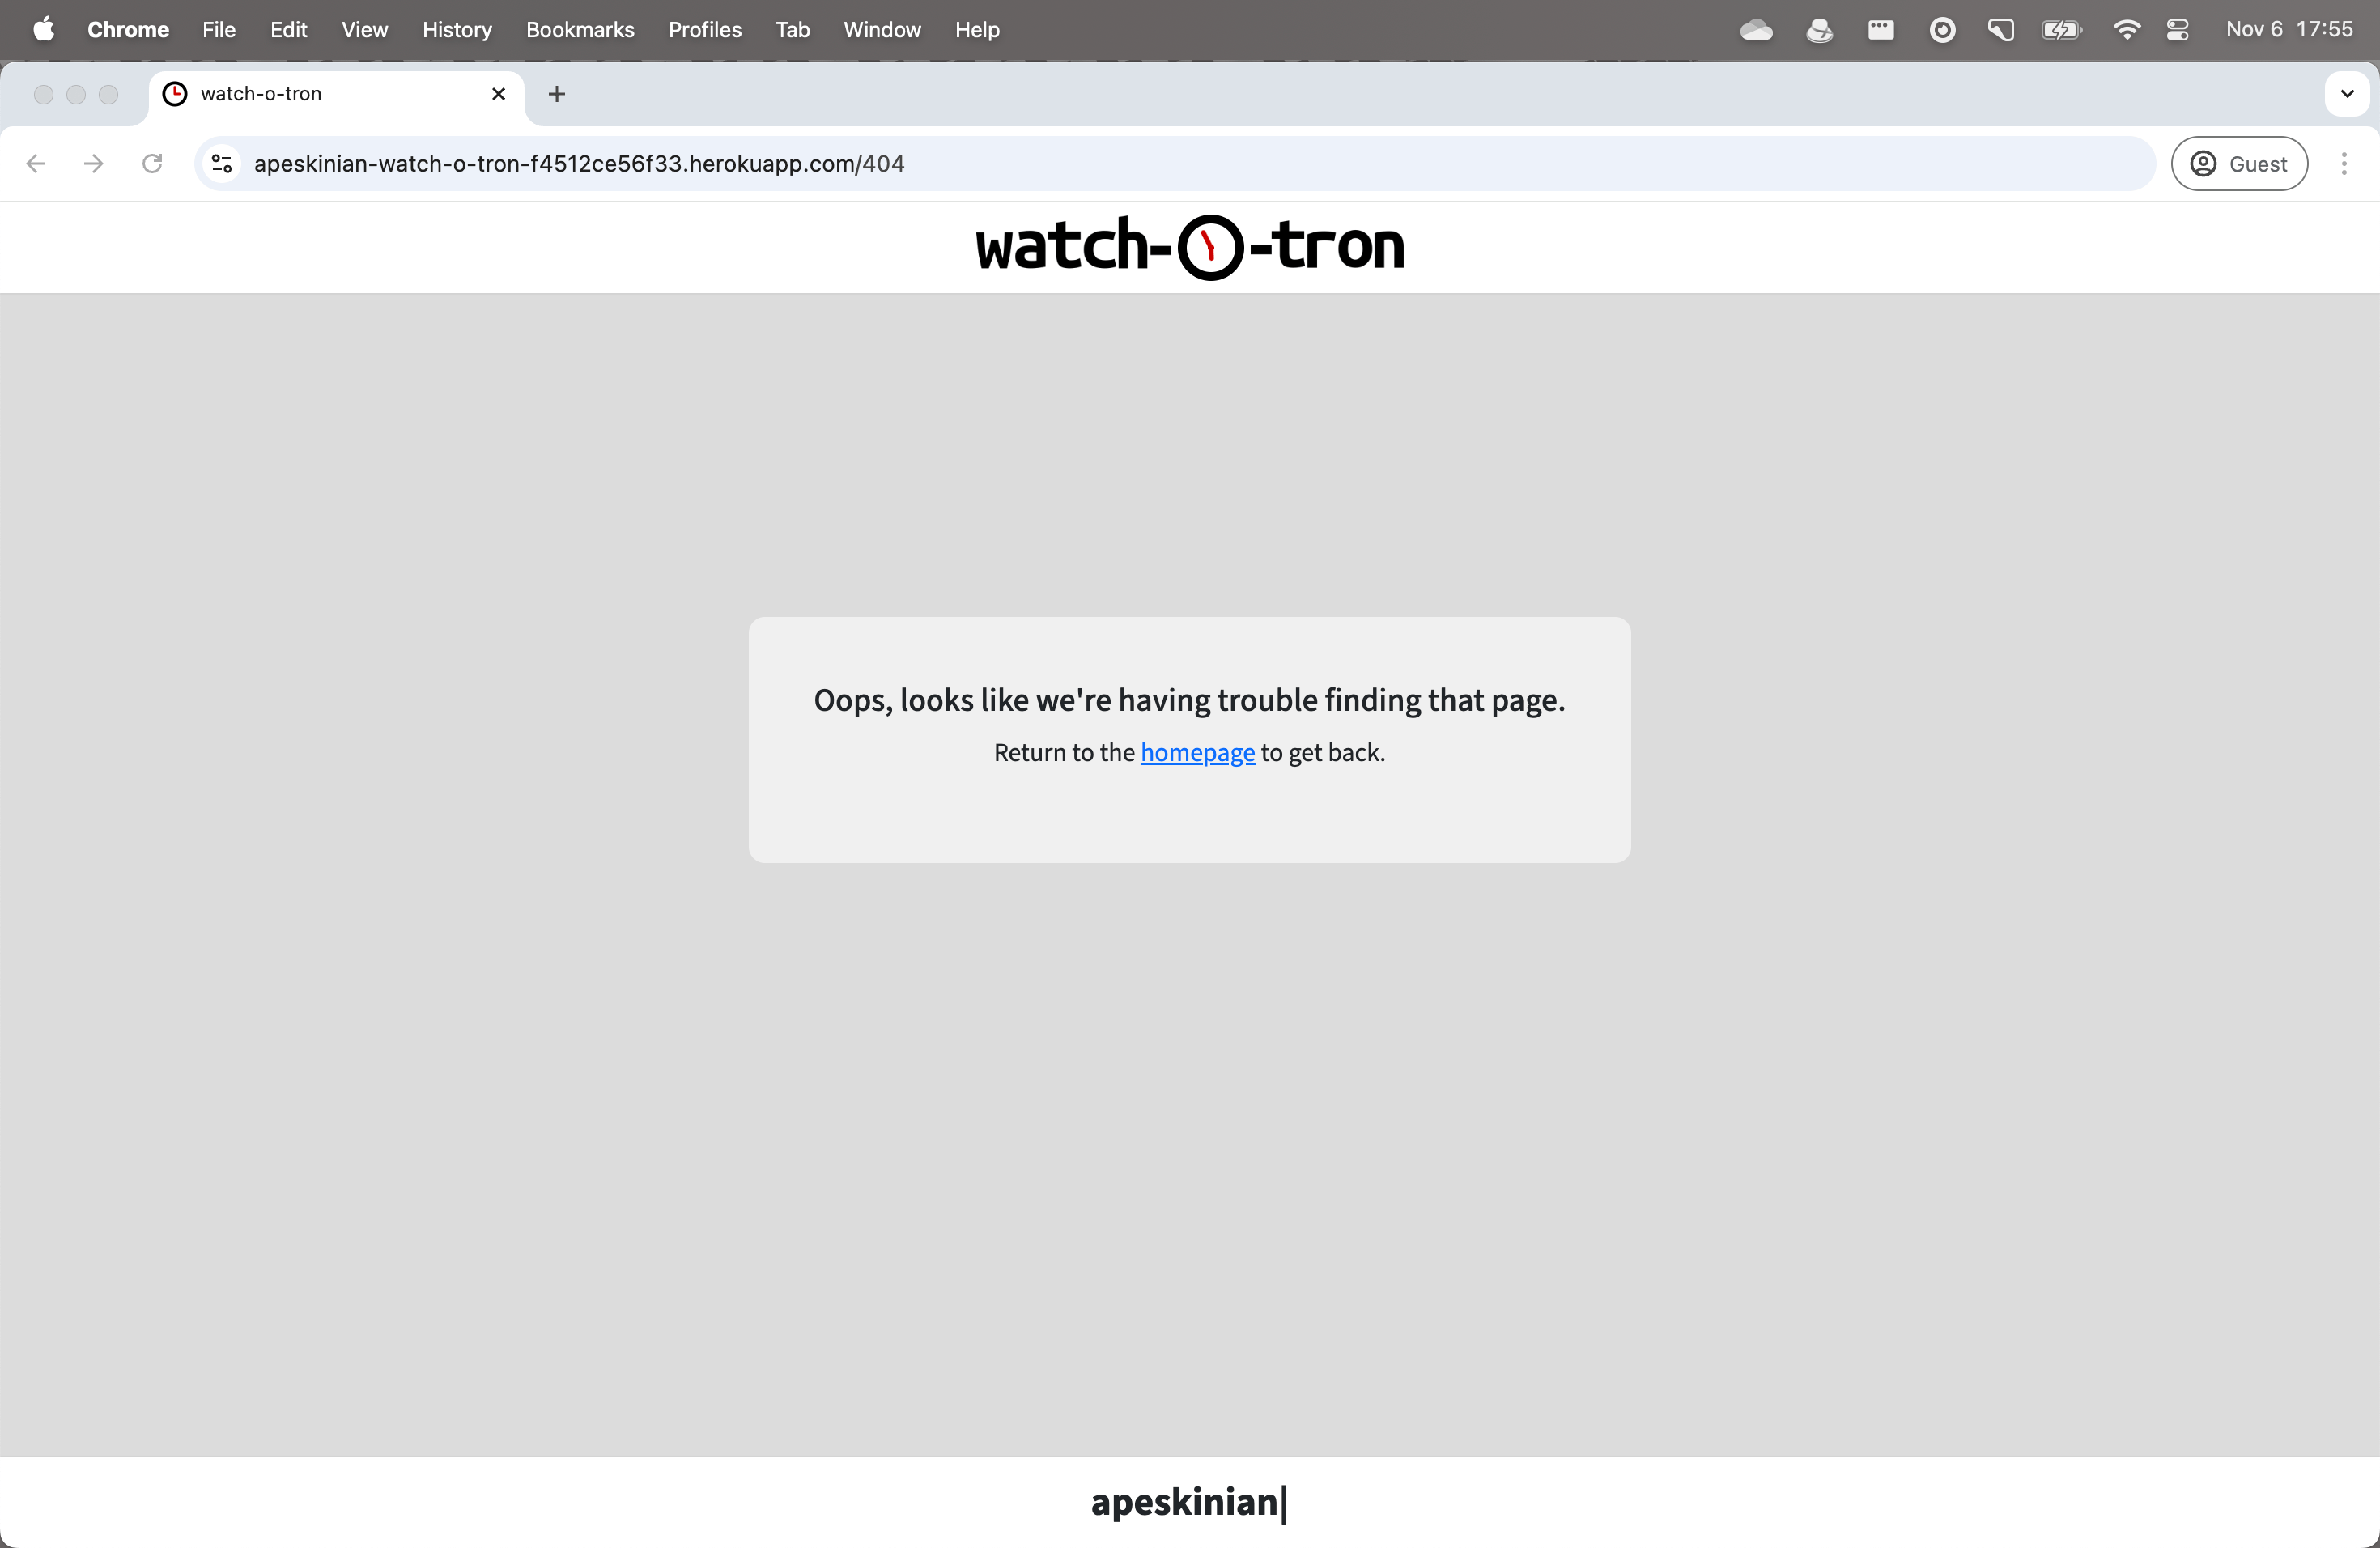 Chrome File Edit View History Bookmarks Profiles Tab Window Help Nov 6 17:55
watch-o-tron
apeskinian-watch-o-tron-f4512ce56f33.herokuapp.com/404 Guest
watch-O-tron
Oops, looks like we're having trouble finding that page.
Return to the homepage to get back.
apeskinian|